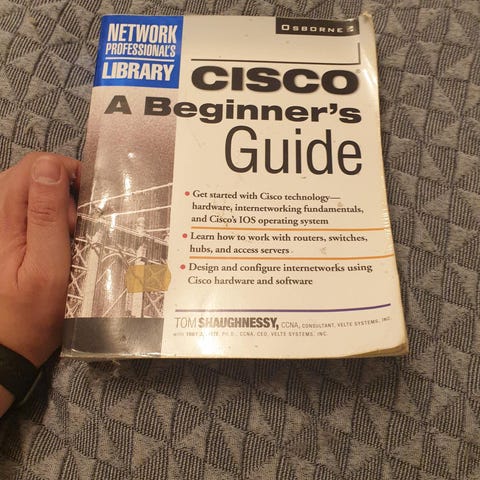 NETWORK
PROFESSIONAL'S
LIBRARY
OSBORNE
CISCO®
A Beginner's
Guide
• Get started with Cisco technology—
hardware, internetworking fundamentals,
and Cisco's IOS operating system
• Learn how to work with routers, switches,
hubs, and access servers
• Design and configure internetworks using
Cisco hardware and software
TOM SHAUGHNESSY, CCNA, CONSULTANT, VELTE SYSTEMS, INC.
WITH PH.D., CCNA, CEO, VELTE SYSTEMS, INC.